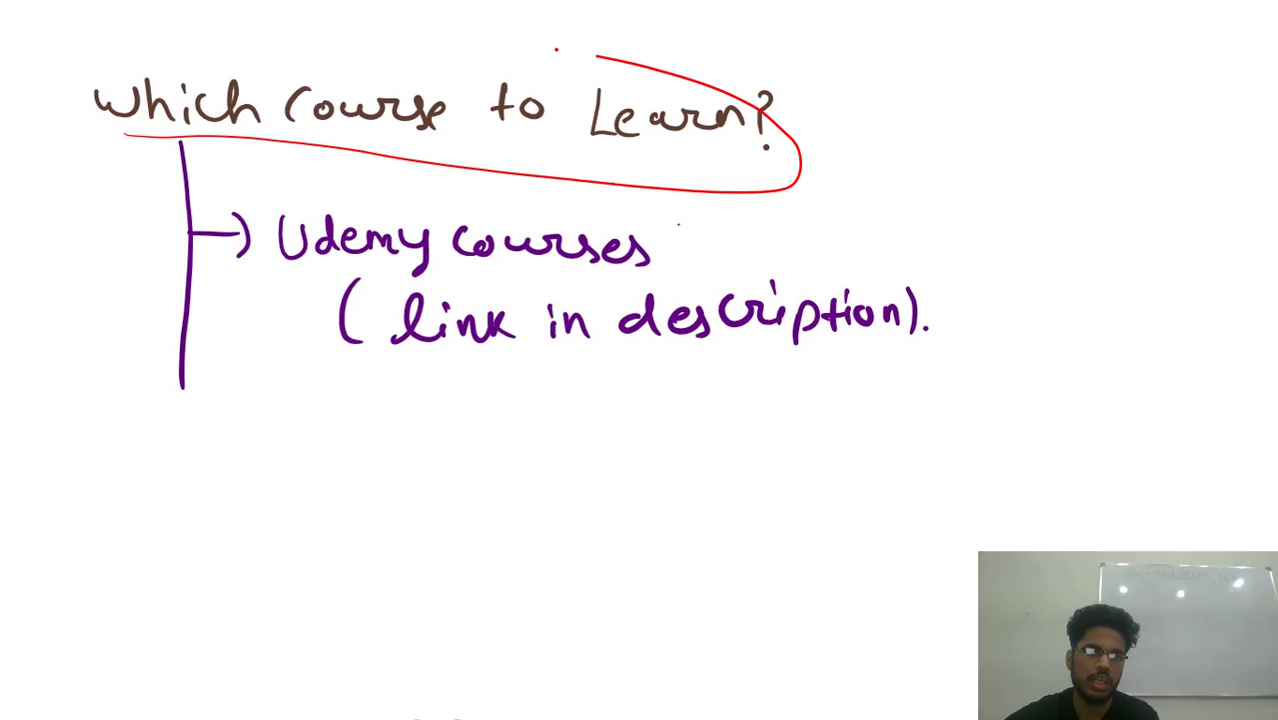 Which course to Learn?
Udemy courses
( link in description).